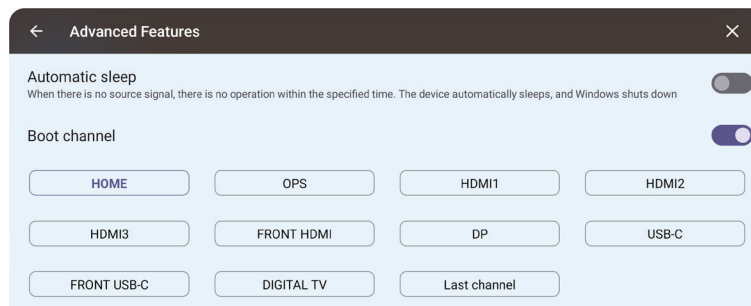 Advanced Features
Automatic sleep
When there is no source signal, there is no operation within the specified time. The device automatically sleeps, and Windows shuts down
Boot channel
HOME OPS HDMI1 HDMI2
HDMI3 FRONT HDMI DP USB-C
FRONT USB-C DIGITAL TV Last channel